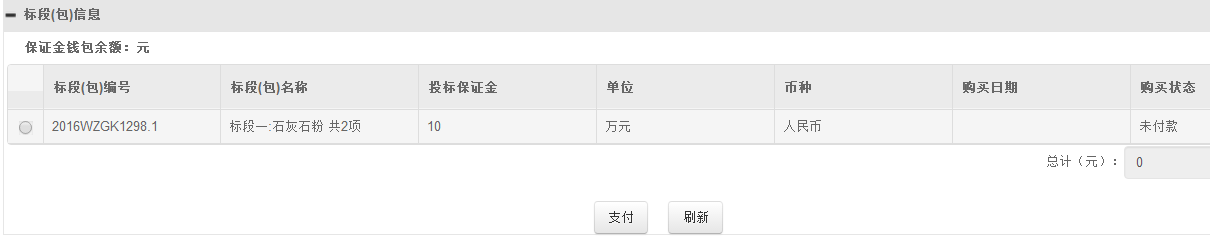 标段(包)信息
保证金钱包余额：元
标段(包)编号 标段(包)名称 投标保证金 单位 币种 购买日期 购买状态
2016WZGK1298.1 标段一:石灰石粉 共2项 10 万元 人民币 未付款
总计（元）： 0
支付 刷新